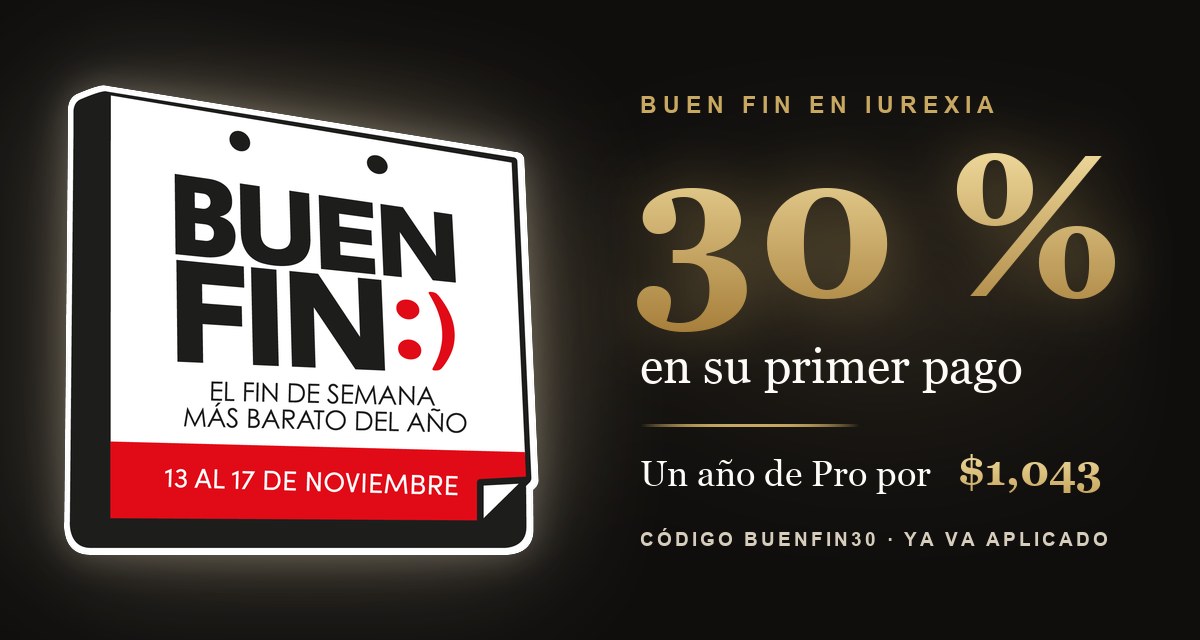 BUEN
FIN:)
EL FIN DE SEMANA
MÁS BARATO DEL AÑO
13 AL 17 DE NOVIEMBRE
BUEN FIN EN IUREXIA
30 %
en su primer pago
Un año de Pro por $1,043
CÓDIGO BUENFIN30 · YA VA APLICADO